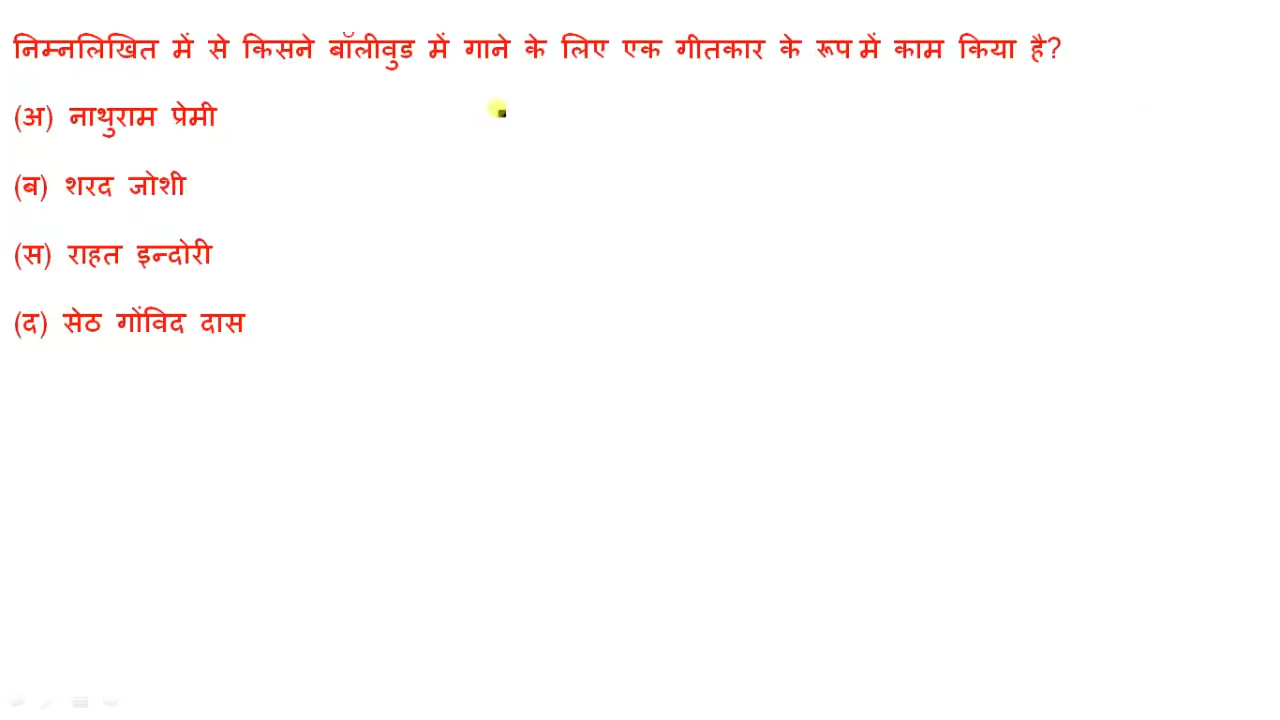 निम्नलिखित में से किसने बॉलीवुड में गाने के लिए एक गीतकार के रूप में काम किया है?
(अ) नाथुराम प्रेमी
(ब) शरद जोशी
(स) राहत इन्दोरी
(द) सेठ गोंविद दास